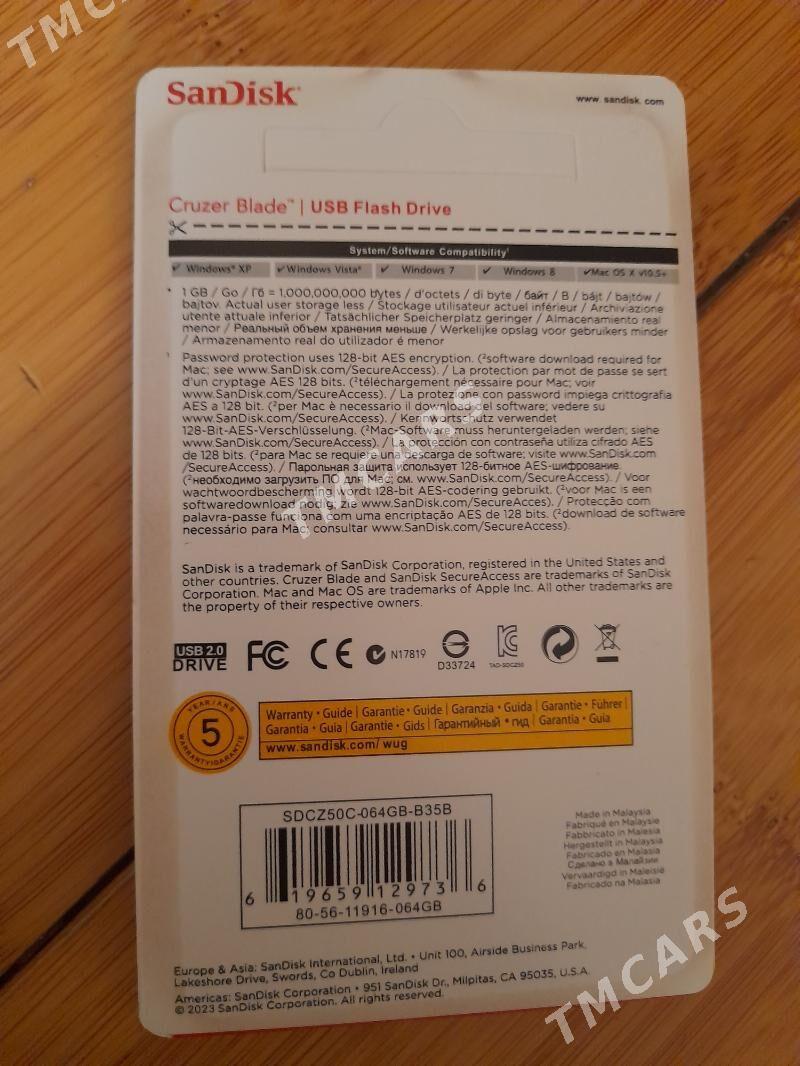 TMCARS
SanDisk
www.sandisk.com
Cruzer Blade™ | USB Flash Drive
System/Software Compatibility¹
✓ Windows® XP ✓Windows Vista® ✓ Windows 7 ✓ Windows 8 ✓Mac OS X v10.5+
* 1 GB / Go / Гб = 1,000,000,000 bytes / d'octets / di byte / байт / B / bájt / bajtów /
bajtov. Actual user storage less / Stockage utilisateur actuel inférieur / Archiviazione
utente attuale inferior / Tatsächlicher Speicherplatz geringer / Almacenamiento real
menor / Реальный объем хранения меньше / Werkelijke opslag voor gebruikers minder
/ Armazenamento real do utilizador é menor
¹ Password protection uses 128-bit AES encryption. (²software download required for
Mac; see www.SanDisk.com/SecureAccess). / La protection par mot de passe se sert
d'un cryptage AES 128 bits. (²téléchargement nécessaire pour Mac; voir
www.SanDisk.com/SecureAccess). / La protezione con password impiega crittografia
AES a 128 bit. (²per Mac è necessario il download el software; vedere su
www.SanDisk.com/SecureAccess). / Kennwortschutz verwendet
128-Bit-AES-Verschlüsselung. (²Mac-Software muss heruntergeladen werden; siehe
www.SanDisk.com/SecureAccess). / La protección con contraseña utiliza cifrado AES
de 128 bits. (²para Mac se requiere una descarga de software; visite www.SanDisk.com
/SecureAccess). / Парольная защита использует 128-битное AES-шифрование.
(²необходимо загрузить ПО для Mac; см. www.SanDisk.com/SecureAccess). / Voor
wachtwoordbescherming wordt 128-bit AES-codering gebruikt. (²voor Mac is een
softwaredownload nodig; zie www.SanDisk.com/SecureAccess). / Protecção com
palavra-passe funciona com uma encriptação AES de 128 bits. (²download de software
necessário para Mac; consultar www.SanDisk.com/SecureAccess).
TMCARS
SanDisk is a trademark of SanDisk Corporation, registered in the United States and
other countries. Cruzer Blade and SanDisk SecureAccess are trademarks of SanDisk
Corporation. Mac and Mac OS are trademarks of Apple Inc. All other trademarks are
the property of their respective owners.
USB 2.0
DRIVE
FC CE N17819 D33724 TAD-SDCZ50
YEAR/ANS
5
WARRANTY/GARANTIE
Warranty • Guide | Garantie • Guide | Garanzia • Guida | Garantie • Führer |
Garantía • Guía | Garantie • Gids | Гарантийный • гид | Garantia • Guia
www.sandisk.com/wug
SDCZ50C-064GB-B35B
6 19659 12973 6
80-56-11916-064GB
Made in Malaysia
Fabriqué en Malaysie
Fabbricato in Malesia
Hergestellt in Malaysia
Fabricado en Malasia
Сделано в Малайзии
Vervaardigd in Maleisië
Fabricado na Malasia
Europe & Asia: SanDisk International, Ltd. • Unit 100, Airside Business Park,
Lakeshore Drive, Swords, Co Dublin, Ireland
Americas: SanDisk Corporation • 951 SanDisk Dr., Milpitas, CA 95035, U.S.A.
© 2023 SanDisk Corporation. All rights reserved.
TMCARS